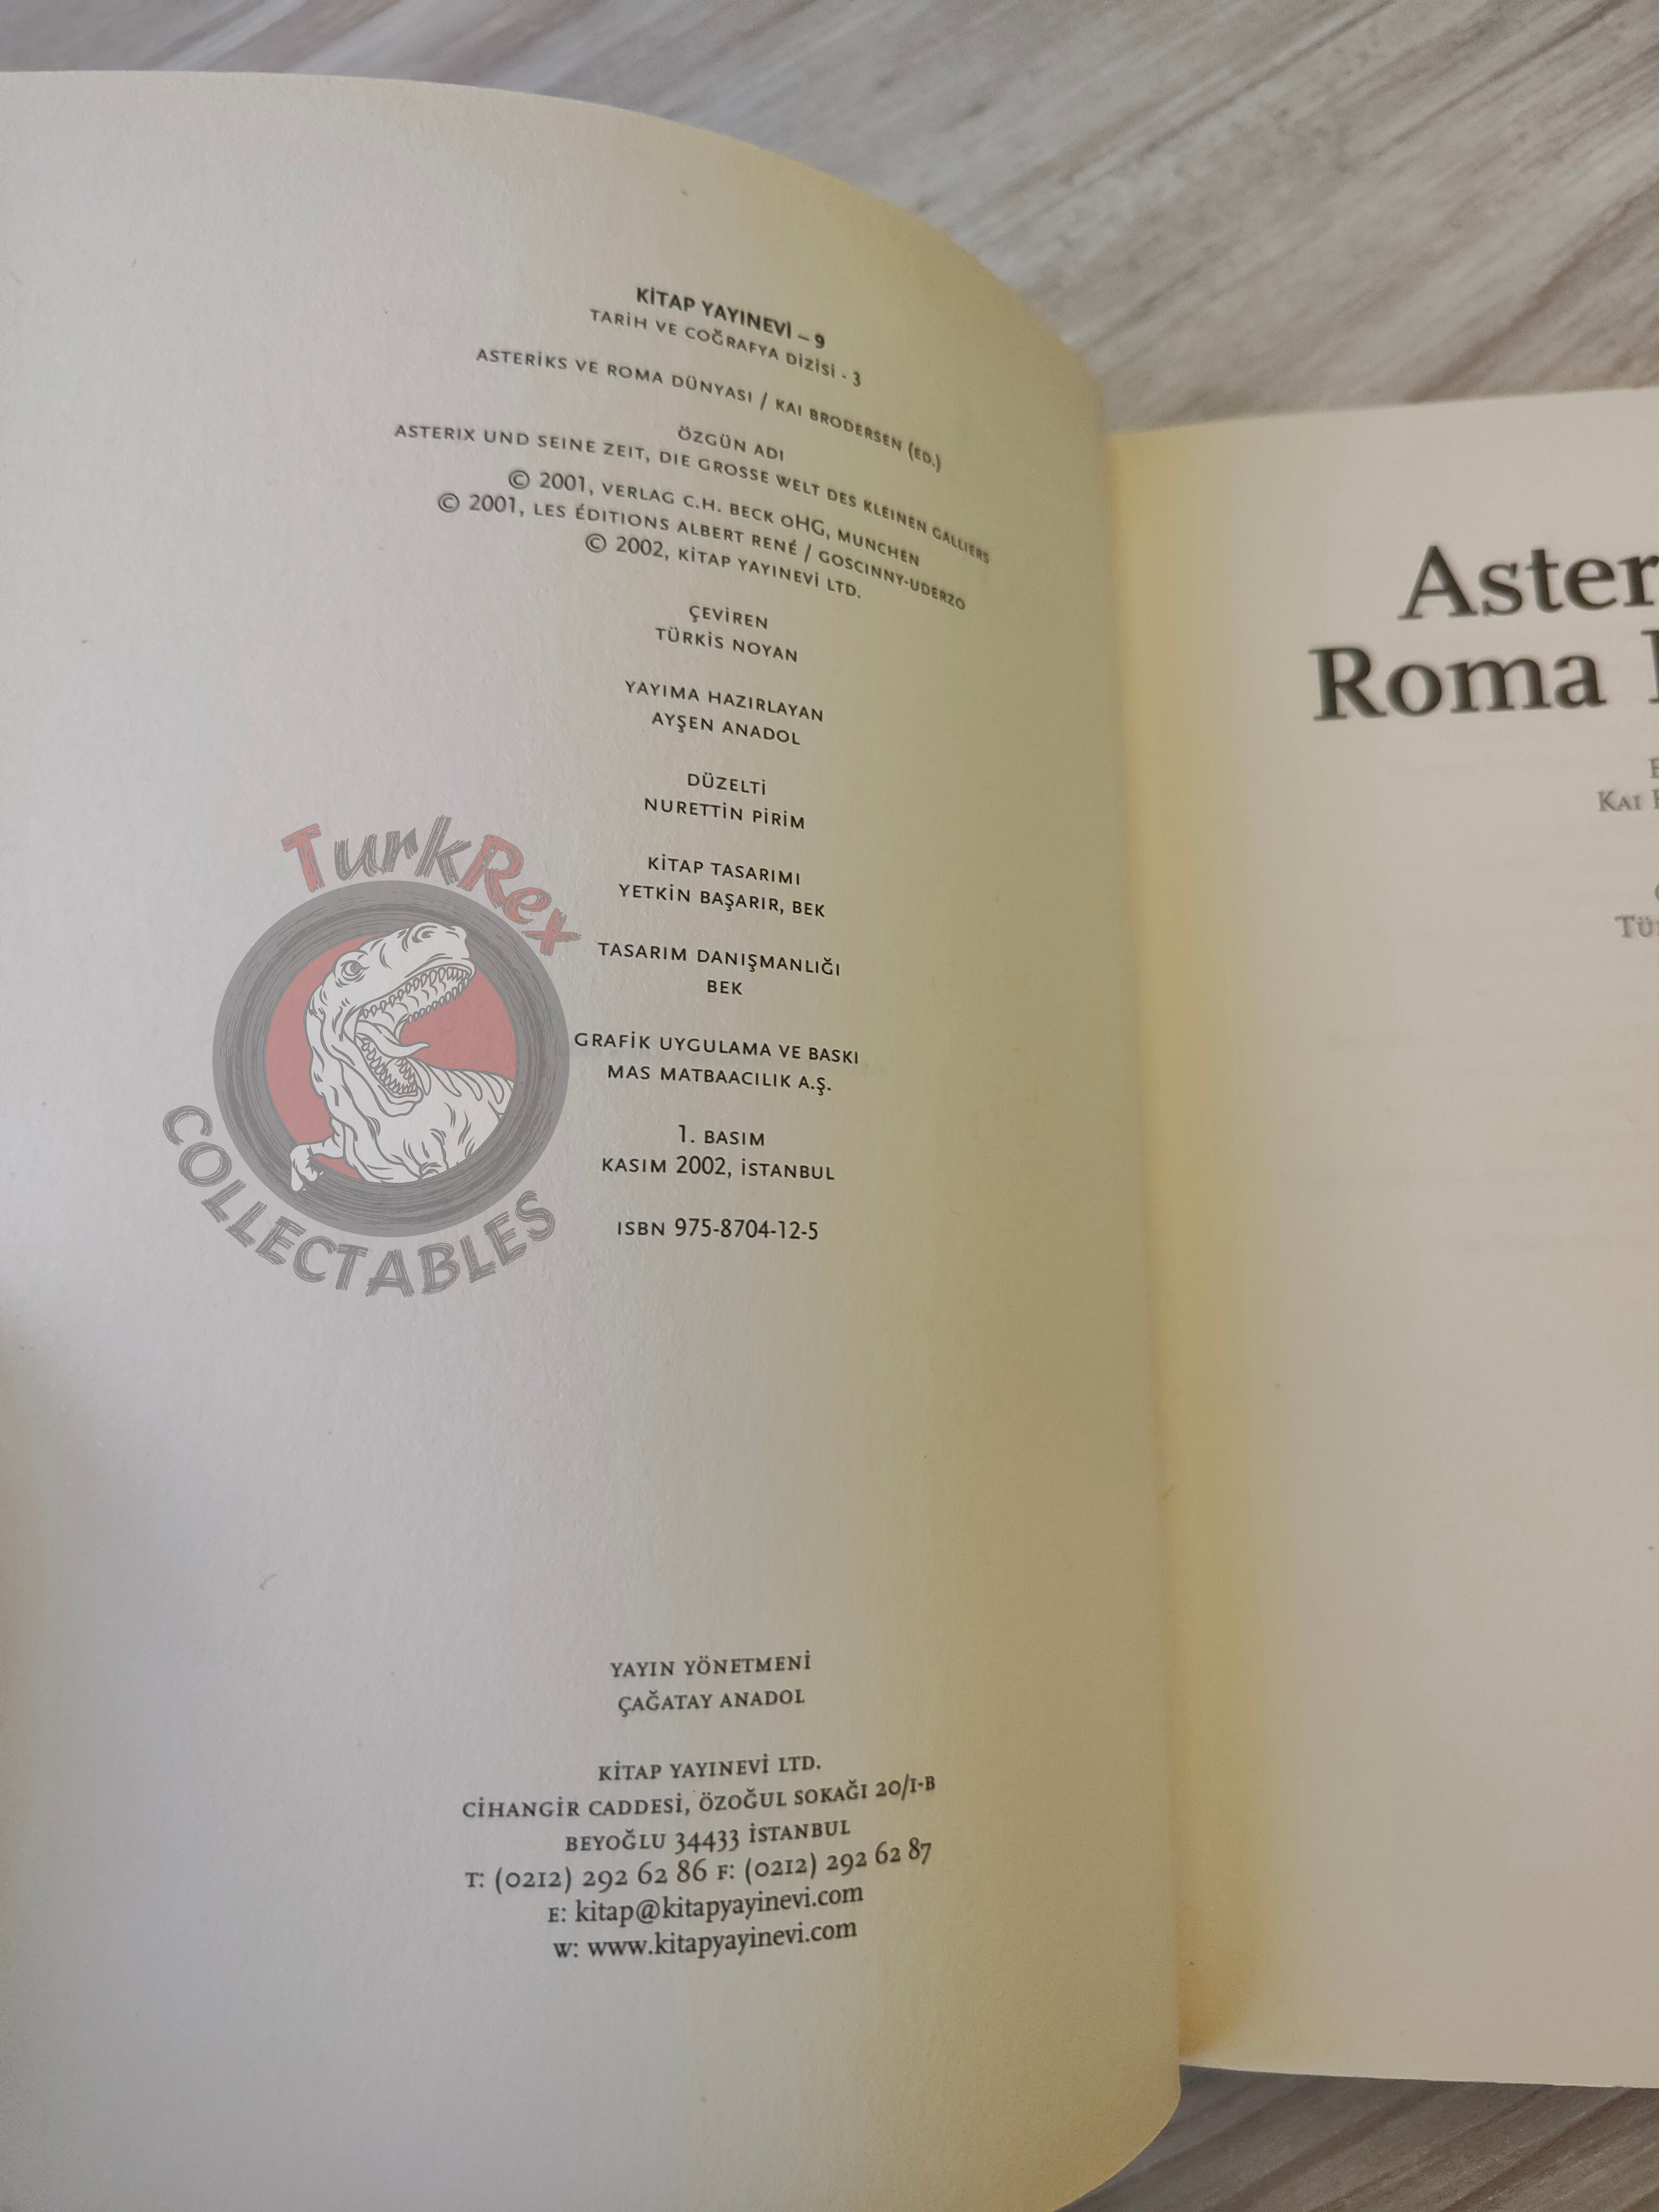 KİTAP YAYINEVİ – 9
TARİH VE COĞRAFYA DİZİSİ - 3
ASTERİKS VE ROMA DÜNYASI / KAI BRODERSEN (ED.)
ÖZGÜN ADI
ASTERIX UND SEINE ZEIT, DIE GROSSE WELT DES KLEINEN GALLIERS
© 2001, VERLAG C.H. BECK oHG, MUNCHEN
© 2001, LES ÉDITIONS ALBERT RENÉ / GOSCINNY-UDERZO
© 2002, KİTAP YAYINEVİ LTD.
ÇEVİREN
TÜRKİS NOYAN
YAYIMA HAZIRLAYAN
AYŞEN ANADOL
DÜZELTİ
NURETTİN PİRİM
KİTAP TASARIMI
YETKİN BAŞARIR, BEK
TASARIM DANIŞMANLIĞI
BEK
GRAFİK UYGULAMA VE BASKI
MAS MATBAACILIK A.Ş.
1. BASIM
KASIM 2002, İSTANBUL
ISBN 975-8704-12-5
YAYIN YÖNETMENİ
ÇAĞATAY ANADOL
KİTAP YAYINEVİ LTD.
CİHANGİR CADDESİ, ÖZOĞUL SOKAĞI 20/1-B
BEYOĞLU 34433 İSTANBUL
T: (0212) 292 62 86 F: (0212) 292 62 87
E: kitap@kitapyayinevi.com
W: www.kitapyayinevi.com
TurkRex
COLLECTABLES
Aster
Roma
KAI
TÜ